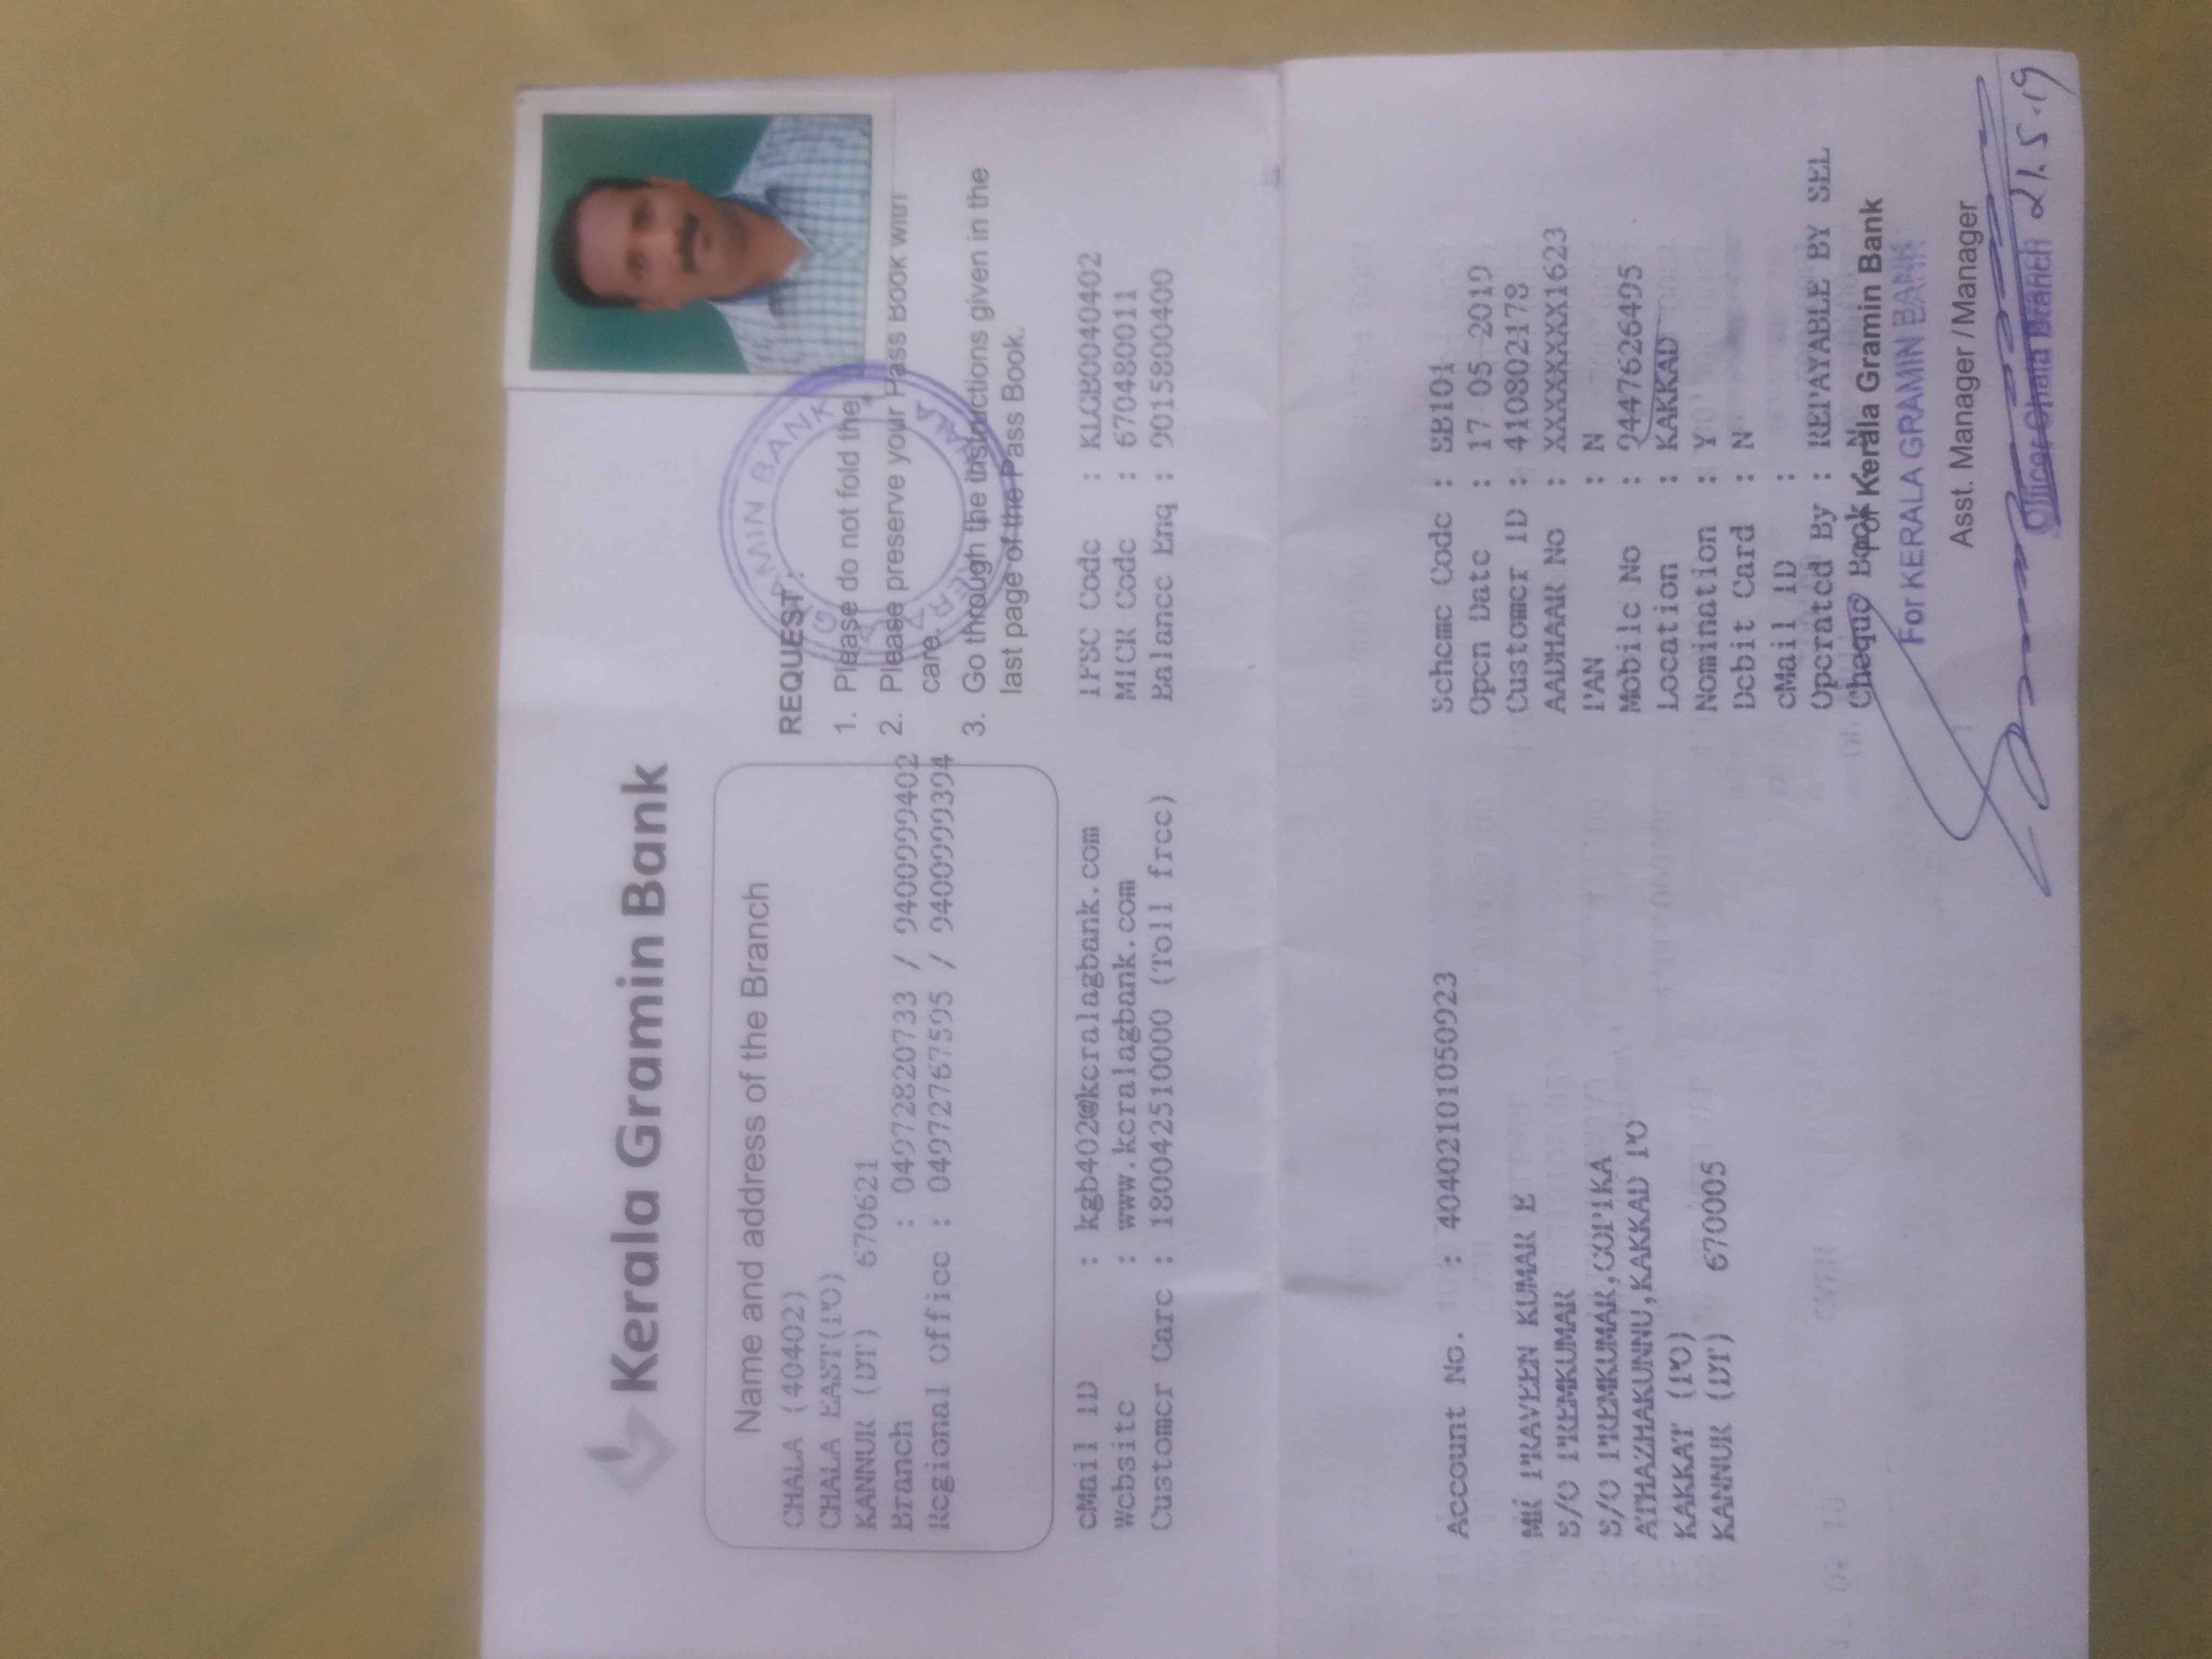 Kerala Gramin Bank
Name and address of the Branch
CHALA (40402)
CHALA EAST(PO)
KANNUR (DT) 670621
Branch : 04972820733 / 9400999402
Regional Office : 04972767595 / 9400999394
REQUEST :
1. Please do not fold the
2. Please preserve your Pass Book with
care.
3. Go through the instructions given in the
last page of the Pass Book.
KERALA GRAMIN BANK
CHALA
eMail ID : kgb402@keralagbank.com
Website : www.keralagbank.com
Customer Care : 180042510000 (Toll free)
IFSC Code : KLGB0040402
MICR Code : 670480011
Balance Enq : 9015800400
Account No. : 40402101050923
MR PRAVEEN KUMAR E
S/O PREMKUMAR
S/O PREMKUMAR,GOPIKA
ATHAZHAKUNNU,KAKKAD PO
KAKKAT (PO)
KANNUR (DT) 670005
Scheme Code : SB101
Open Date : 17-05-2019
Customer ID : 410802178
AADHAAR No : XXXXXXXX1623
PAN : N
Mobile No : 9447626495
Location : KAKKAD
Nomination : Y
Debit Card : N
eMail ID :
Operated By : REPAYABLE BY SEL
Cheque Book : N
For Kerala Gramin Bank
For KERALA GRAMIN BANK
Asst. Manager / Manager
Officer Chala Branch 21.5.19